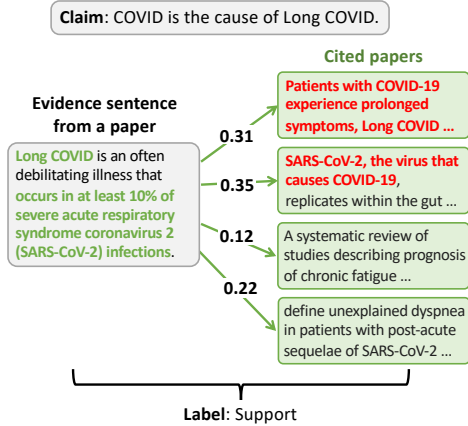 Claim: COVID is the cause of Long COVID.
Cited papers
Evidence sentence
from a paper
Long COVID is an often
debilitating illness that
occurs in at least 10% of
severe acute respiratory
syndrome coronavirus 2
(SARS-CoV-2) infections.
0.31
0.35
0.12
0.22
Patients with COVID-19
experience prolonged
symptoms, Long COVID ...
SARS-CoV-2, the virus that
causes COVID-19,
replicates within the gut ...
A systematic review of
studies describing prognosis
of chronic fatigue ...
define unexplained dyspnea
in patients with post-acute
sequelae of SARS-CoV-2 ...
Label: Support